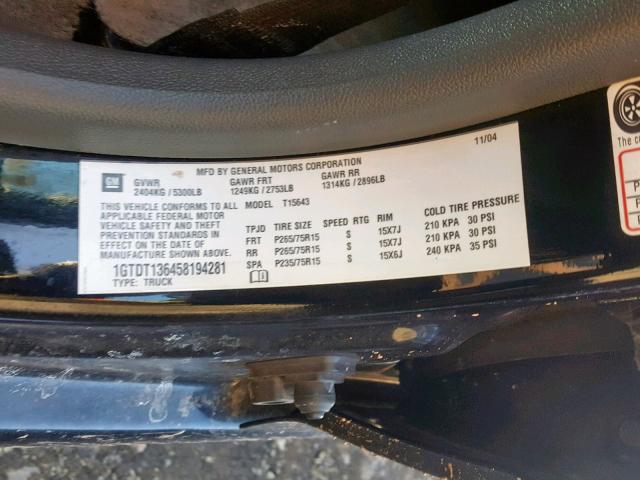 MFD BY GENERAL MOTORS CORPORATION 11/04
GM GVWR GAWR FRT GAWR RR
2404KG / 5300LB 1249KG / 2753LB 1314KG / 2896LB
THIS VEHICLE CONFORMS TO ALL MODEL T15643
APPLICABLE FEDERAL MOTOR
VEHICLE SAFETY AND THEFT
PREVENTION STANDARDS IN
EFFECT ON THE DATE OF
MANUFACTURE SHOWN ABOVE.
1GTDT136458194281
TYPE: TRUCK
TPJD TIRE SIZE SPEED RTG RIM COLD TIRE PRESSURE
FRT P265/75R15 S 15X7J 210 KPA 30 PSI
RR P265/75R15 S 15X7J 210 KPA 30 PSI
SPA P235/75R15 S 15X6J 240 KPA 35 PSI
The